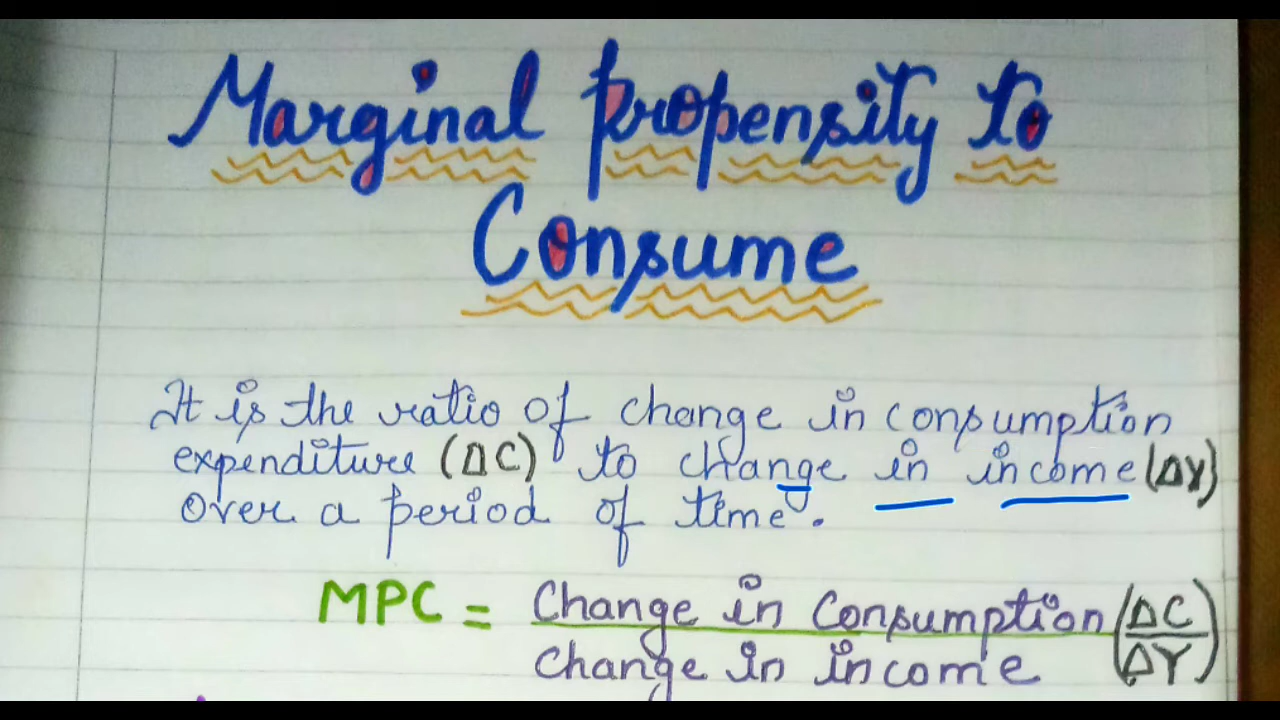 Marginal Propensity to
Consume
It is the ratio of change in consumption
expenditure (ΔC) to change in income (ΔY)
over a period of time.
MPC = Change in Consumption (ΔC
Change in income ΔY)